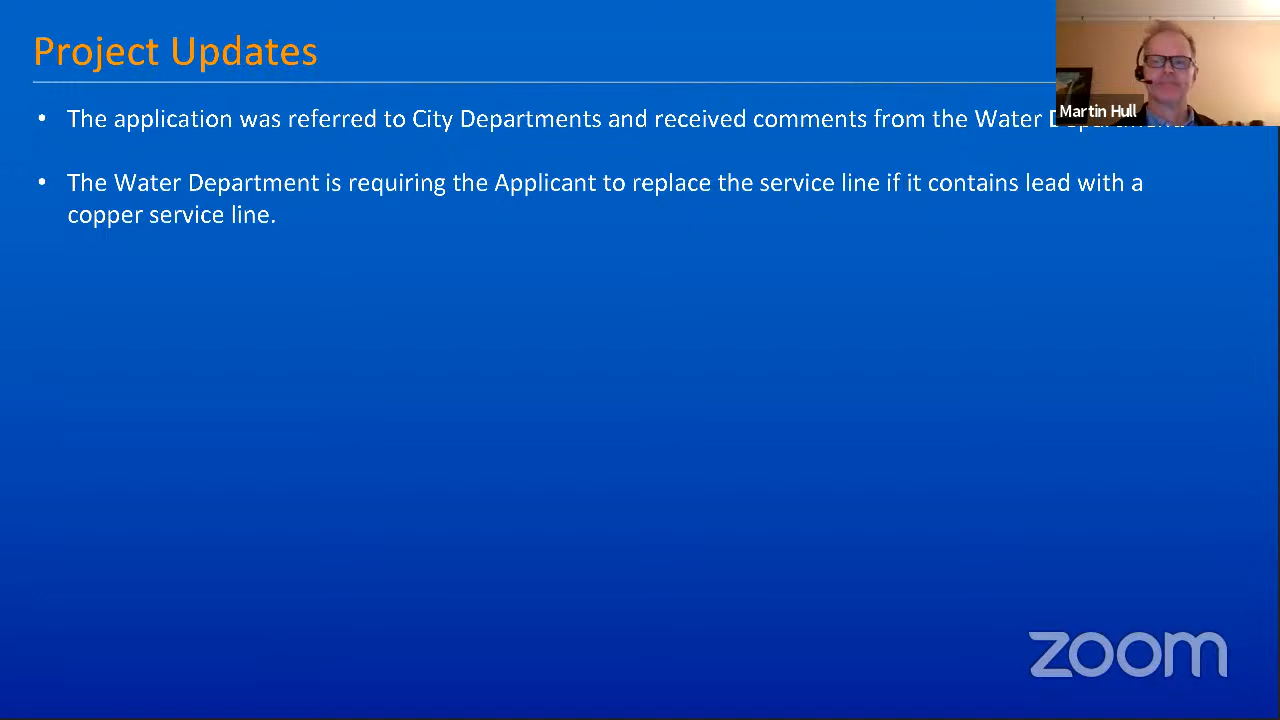 Project Updates
• The application was referred to City Departments and received comments from the Water
• The Water Department is requiring the Applicant to replace the service line if it contains lead with a
copper service line.
Martin Hull
zoom